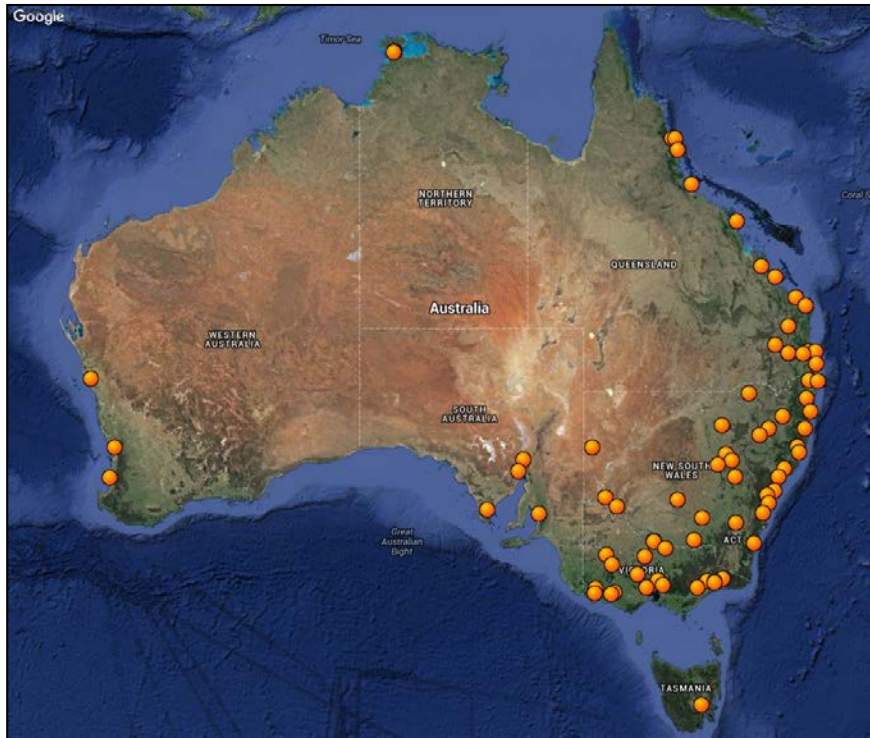 Google
Timor Sea
NORTHERN
TERRITORY
Coral S
QUEENSLAND
Australia
WESTERN
AUSTRALIA
SOUTH
AUSTRALIA
NEW SOUTH
WALES
Great
Australian
Bight
ACT
VICTORIA
TASMANIA